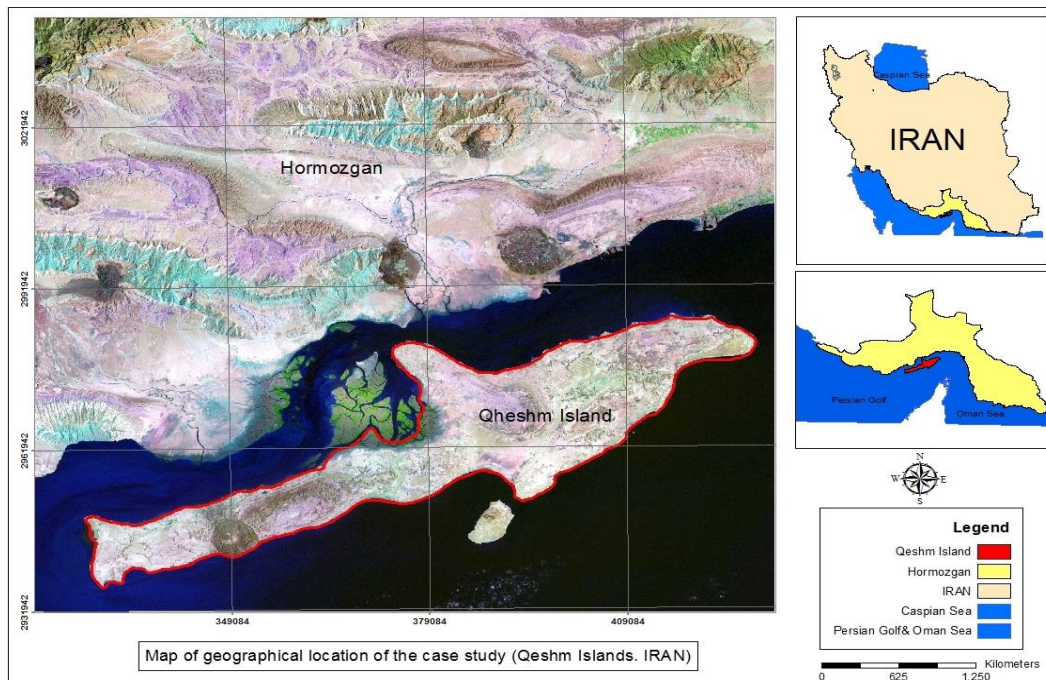 3021942
2991942
2961942
2931942
Hormozgan
Qheshm Island
349084
379084
409084
Map of geographical location of the case study (Qeshm Islands. IRAN)
Caspian Sea
IRAN
Persian Golf
Oman Sea
N
W
E
S
Legend
Qeshm Island
Hormozgan
IRAN
Caspian Sea
Persian Golf& Oman Sea
Kilometers
0
625
1.250